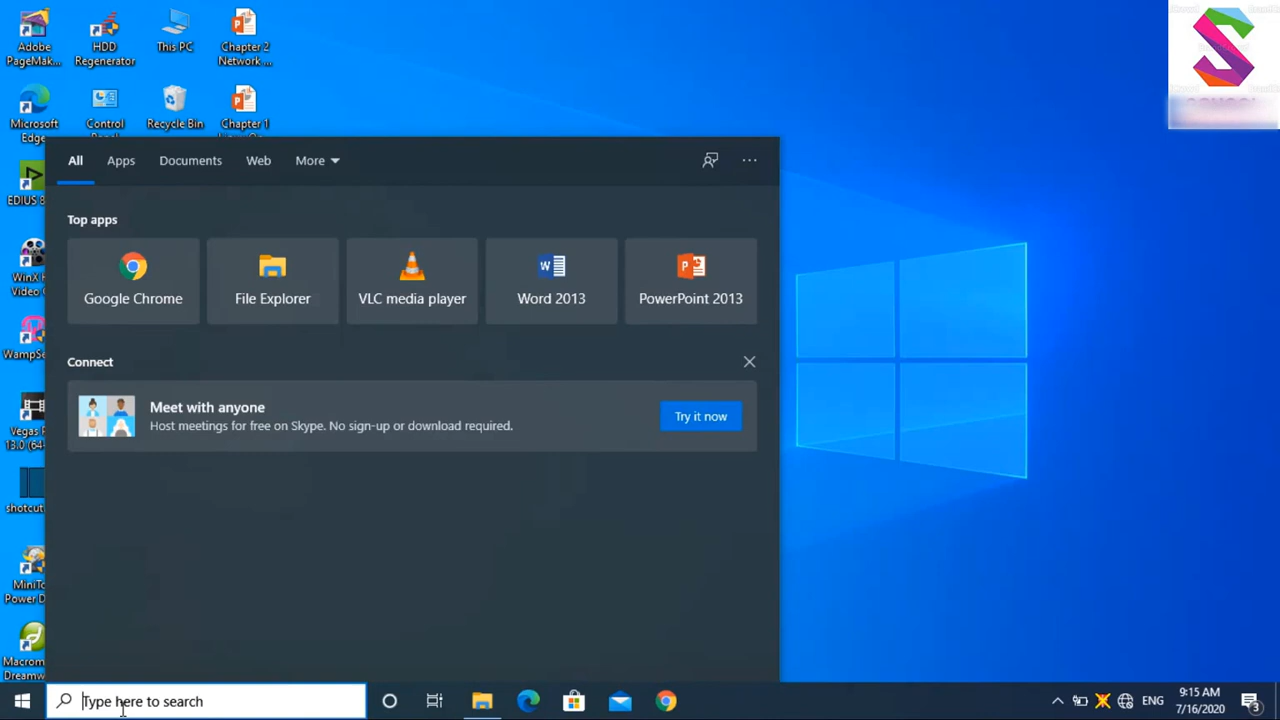 Adobe
PageMak...
HDD
Regenerator
This PC
Chapter 2
Network ...
Microsoft
Edge
Control
Recycle Bin
Chapter 1
EDIUS 8
WinX
Video
WampSe
Vegas P
13.0 (64-
shotcut
MiniTo
Power D
Macrom
Dreamw
All
Apps
Documents
Web
More
Top apps
Google Chrome
File Explorer
VLC media player
Word 2013
PowerPoint 2013
Connect
Meet with anyone
Host meetings for free on Skype. No sign-up or download required.
Try it now
Type here to search
ENG
9:15 AM
7/16/2020
3